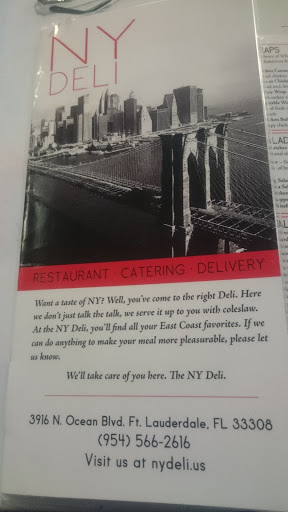 NY
DELI
RESTAURANT · CATERING · DELIVERY
Want a taste of NY? Well, you've come to the right Deli. Here
we don't just talk the talk, we serve it up to you with coleslaw.
At the NY Deli, you'll find all your East Coast favorites. If we
can do anything to make your meal more pleasurable, please let
us know.
We'll take care of you here. The NY Deli.
3916 N. Ocean Blvd. Ft. Lauderdale, FL 33308
(954) 566-2616
Visit us at nydeli.us